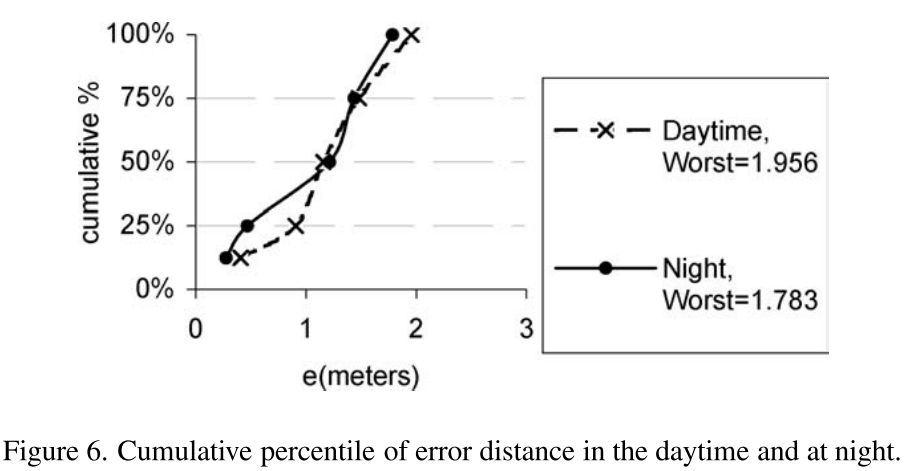 100%
75%
50%
25%
0%
cumulative %
0 1 2 3
e(meters)
Daytime,
Worst=1.956
Night,
Worst=1.783
Figure 6. Cumulative percentile of error distance in the daytime and at night.